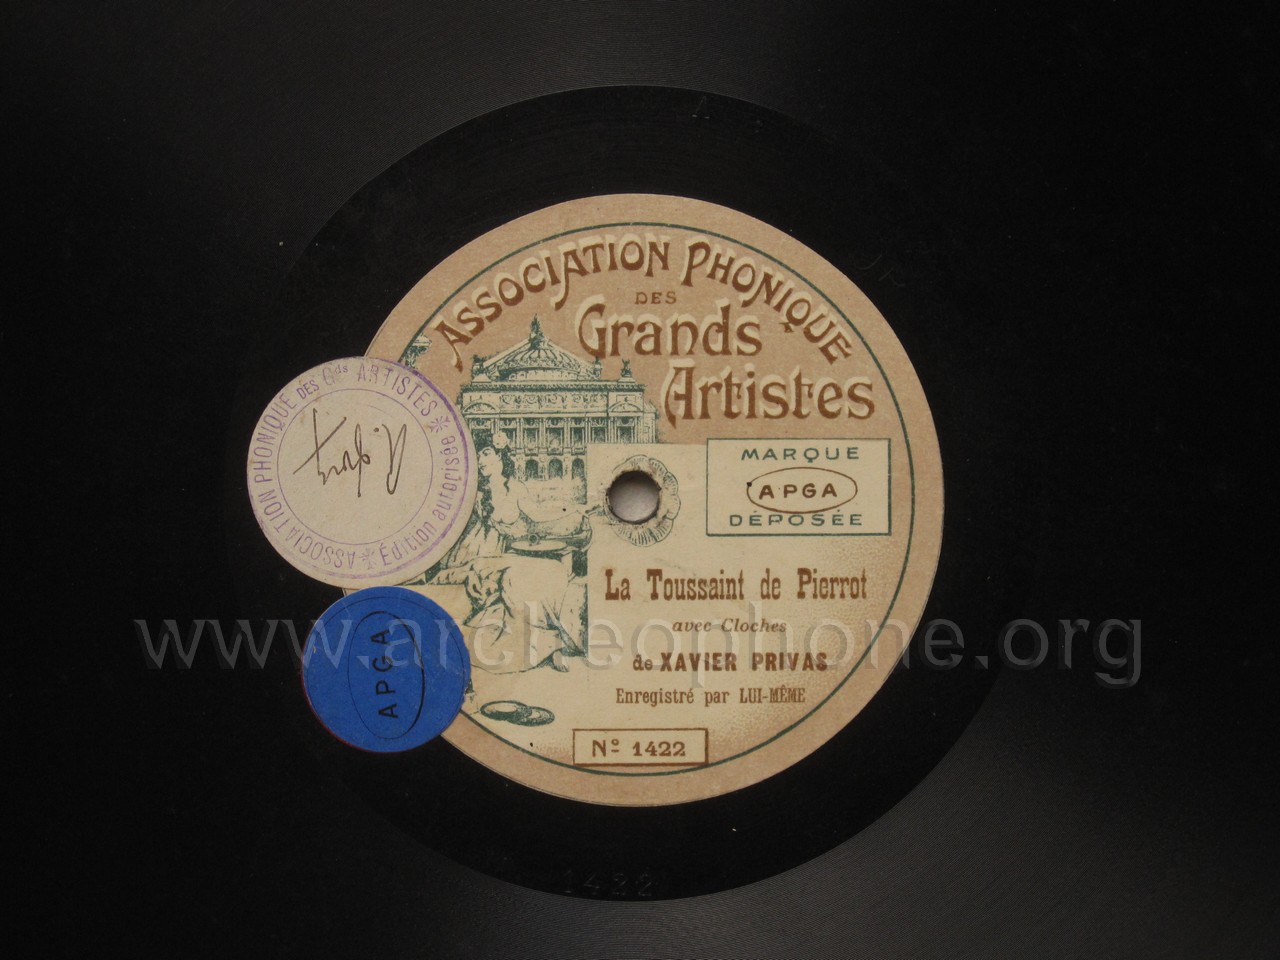 ASSOCIATION PHONIQUE
DES
Grands
Artistes
MARQUE
APGA
DÉPOSÉE
La Toussaint de Pierrot
avec Cloches
de XAVIER PRIVAS
Enregistré par LUI-MÊME
Nº 1422
ASSOCIATION PHONIQUE DES Gds ARTISTES
Édition autorisée
APGA
1422
www.archeophone.org